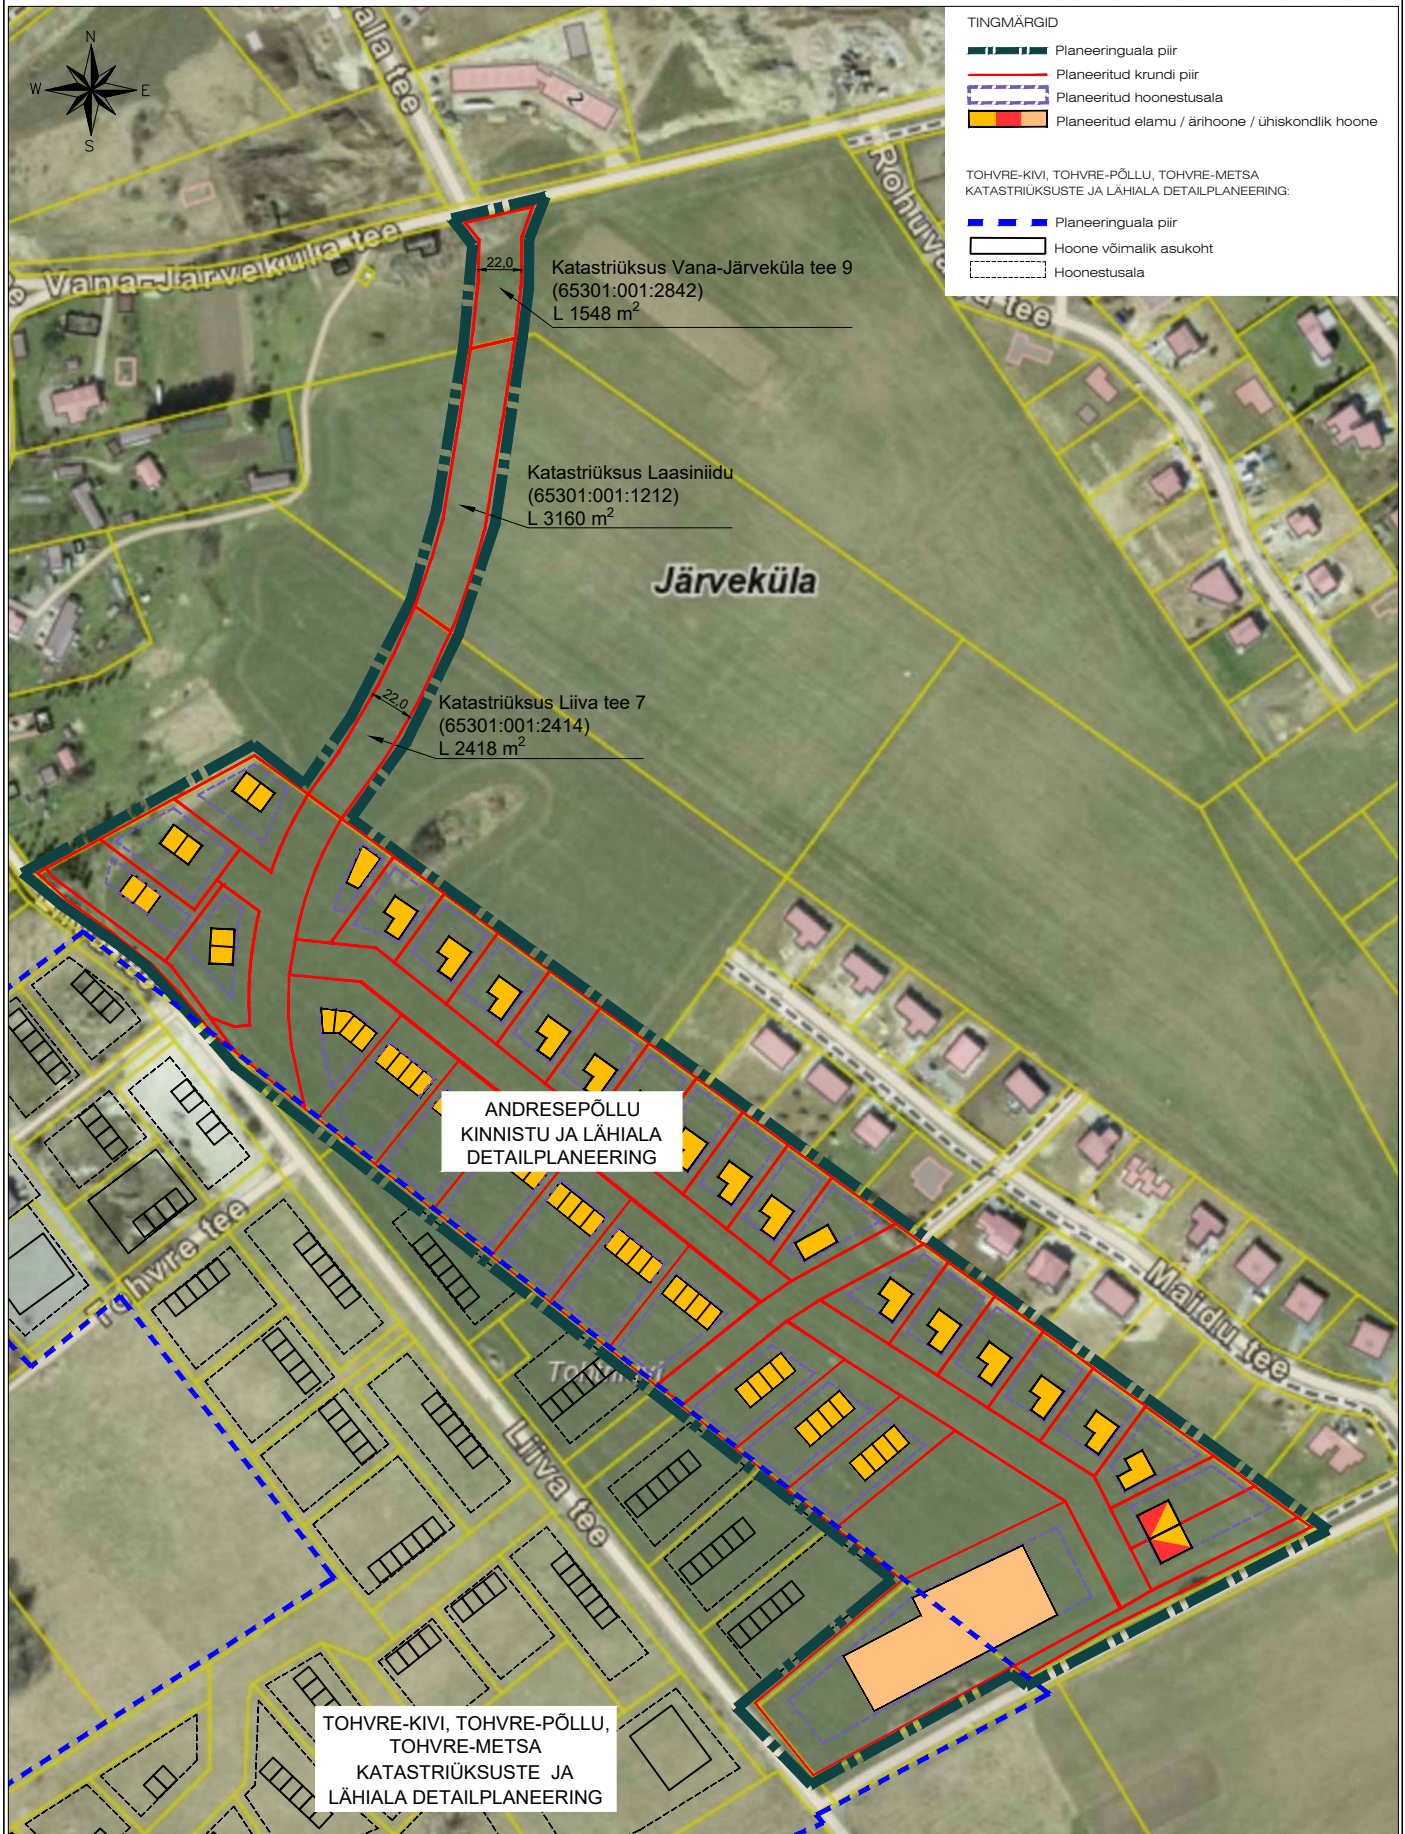 TINGMÄRGID
Planeeringuala piir
Planeeritud krundi piir
Planeeritud hoonestusala
Planeeritud elamu / ärihoone / ühiskondlik hoone
TOHVRE-KIVI, TOHVRE-PÕLLU, TOHVRE-METSA
KATASTRIÜKSUSTE JA LÄHIALA DETAILPLANEERING:
Planeeringuala piir
Hoone võimalik asukoht
Hoonestusala
N
W
E
S
ala tee
2
Vana-Järveküla tee
22,0
Katastriüksus Vana-Järveküla tee 9
(65301:001:2842)
L 1548 m²
tee
Katastriüksus Laasiniidu
(65301:001:1212)
L 3160 m²
Järveküla
22,0
Katastriüksus Liiva tee 7
(65301:001:2414)
L 2418 m²
ANDRESEPÕLLU
KINNISTU JA LÄHIALA
DETAILPLANEERING
Tohvre tee
Maiidu tee
Liiva tee
TOHVRE-KIVI, TOHVRE-PÕLLU,
TOHVRE-METSA
KATASTRIÜKSUSTE JA
LÄHIALA DETAILPLANEERING